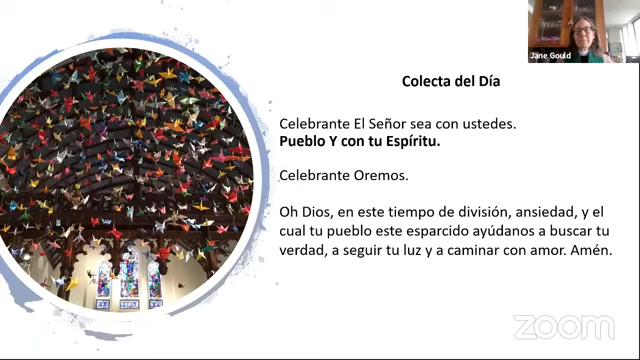 Jane Gould
Colecta del Día
Celebrante El Señor sea con ustedes.
Pueblo Y con tu Espíritu.
Celebrante Oremos.
Oh Dios, en este tiempo de división, ansiedad, y el
cual tu pueblo este esparcido ayúdanos a buscar tu
verdad, a seguir tu luz y a caminar con amor. Amén.
zoom